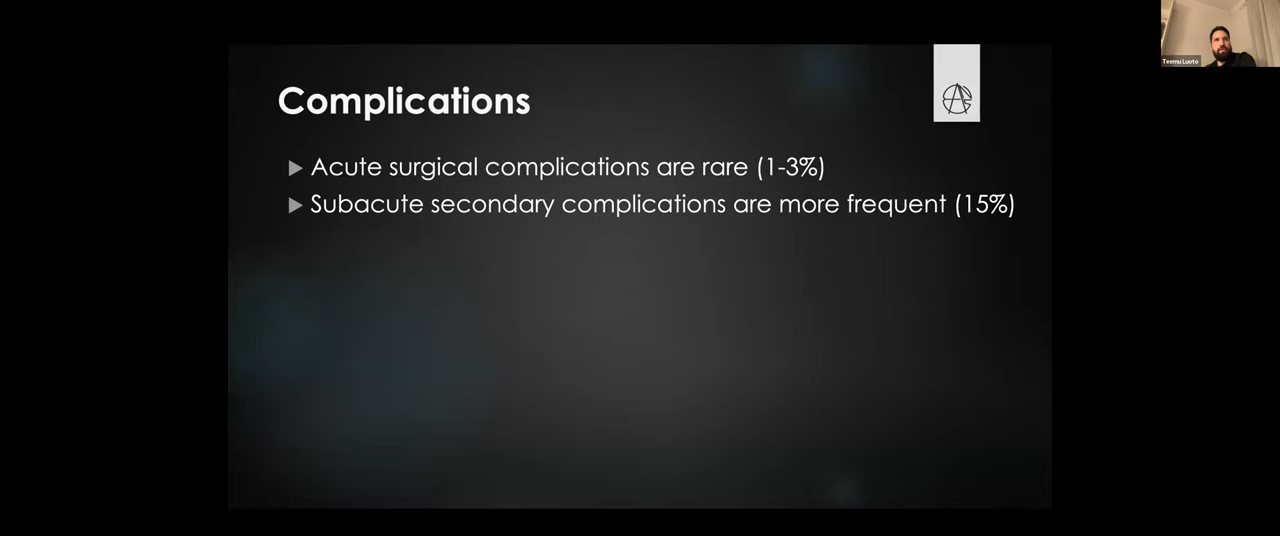 Teemu Luoto
Complications
Acute surgical complications are rare (1-3%)
Subacute secondary complications are more frequent (15%)